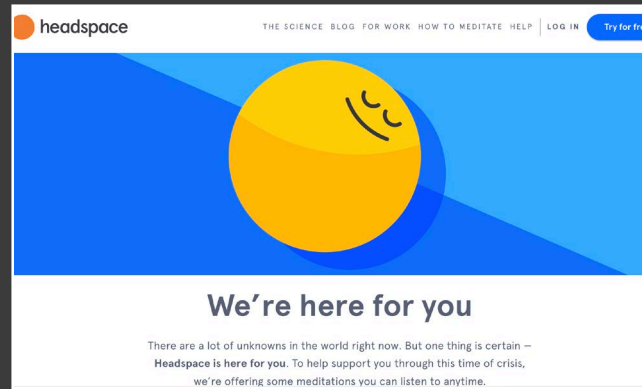 headspace
THE SCIENCE BLOG FOR WORK HOW TO MEDITATE HELP LOG IN Try for
We're here for you
There are a lot of unknowns in the world right now. But one thing is certain —
Headspace is here for you. To help support you through this time of crisis,
we're offering some meditations you can listen to anytime.